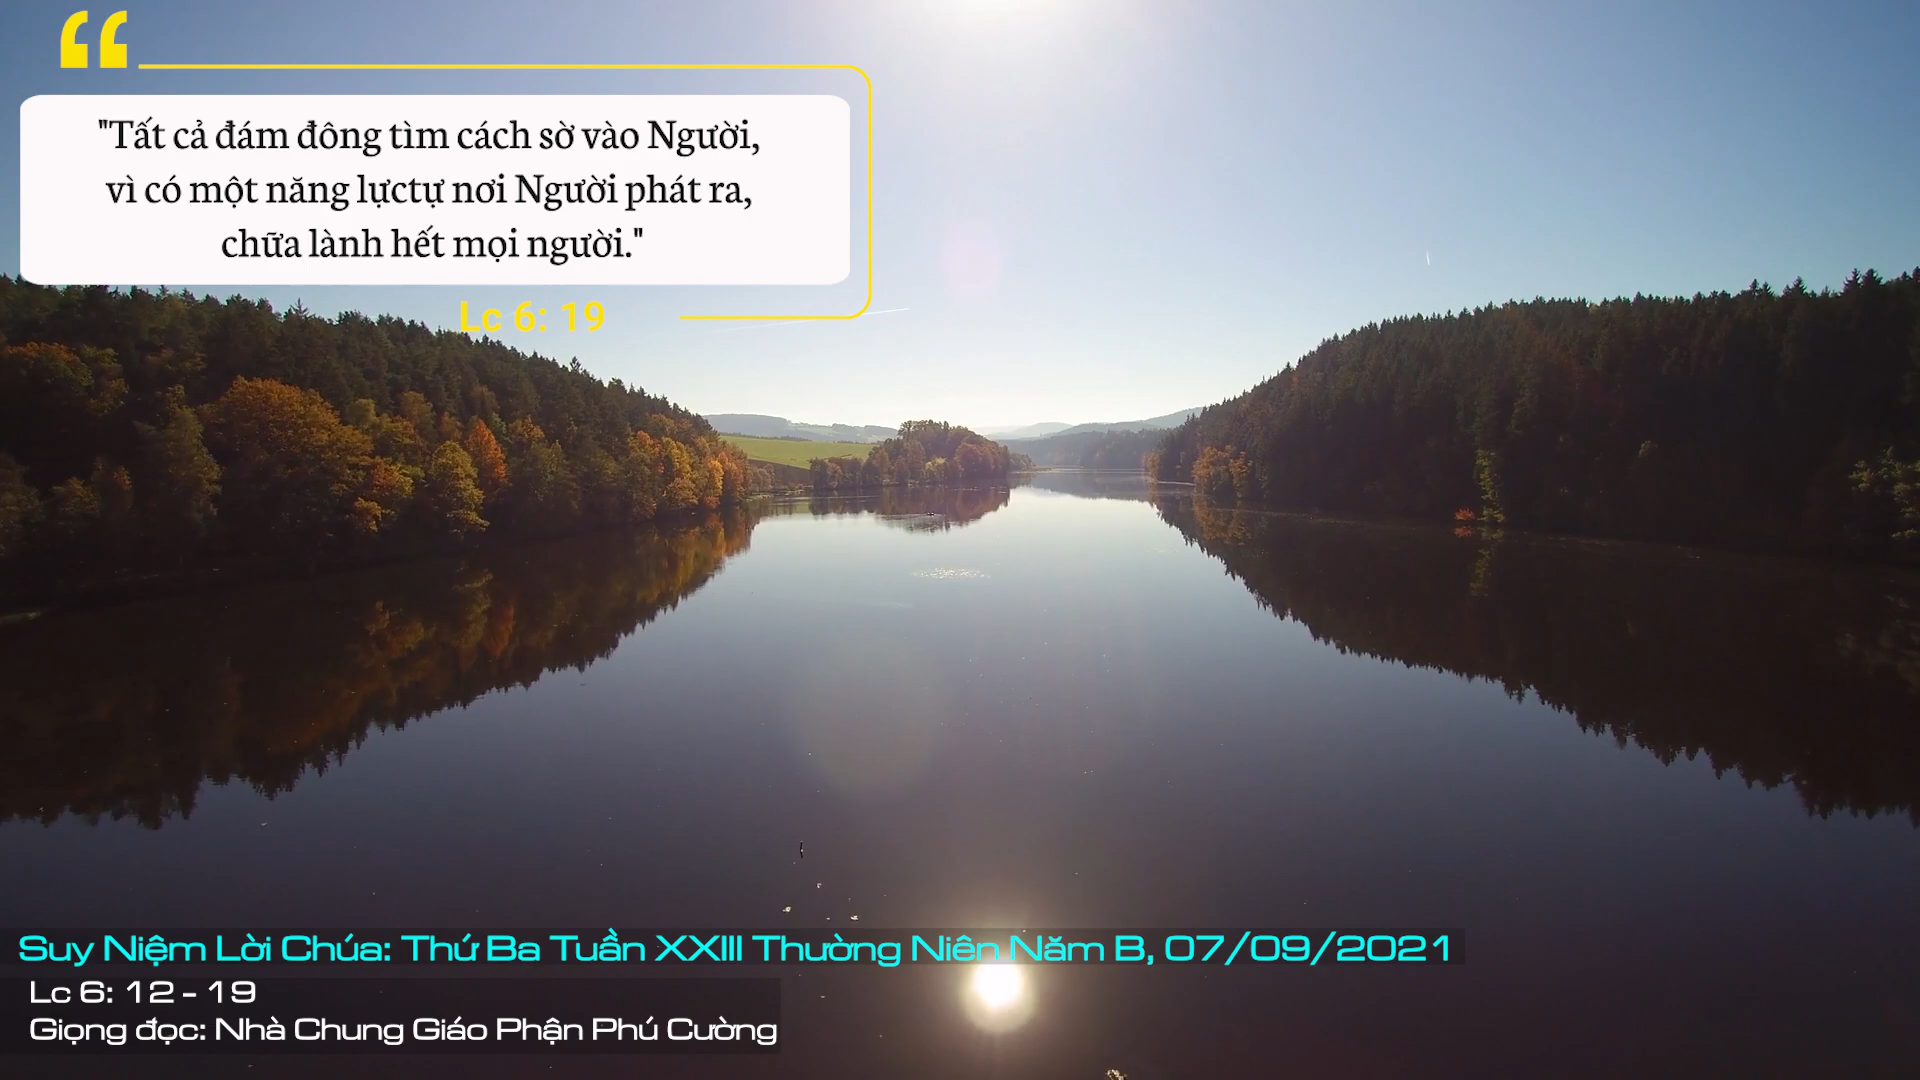 "Tất cả đám đông tìm cách sờ vào Người,
vì có một năng lựctự nơi Người phát ra,
chữa lành hết mọi người."
Lc 6: 19
Suy Niệm Lời Chúa: Thứ Ba Tuần XXIII Thường Niên Năm B, 07/09/2021
Lc 6: 12 - 19
Giọng đọc: Nhà Chung Giáo Phận Phú Cường